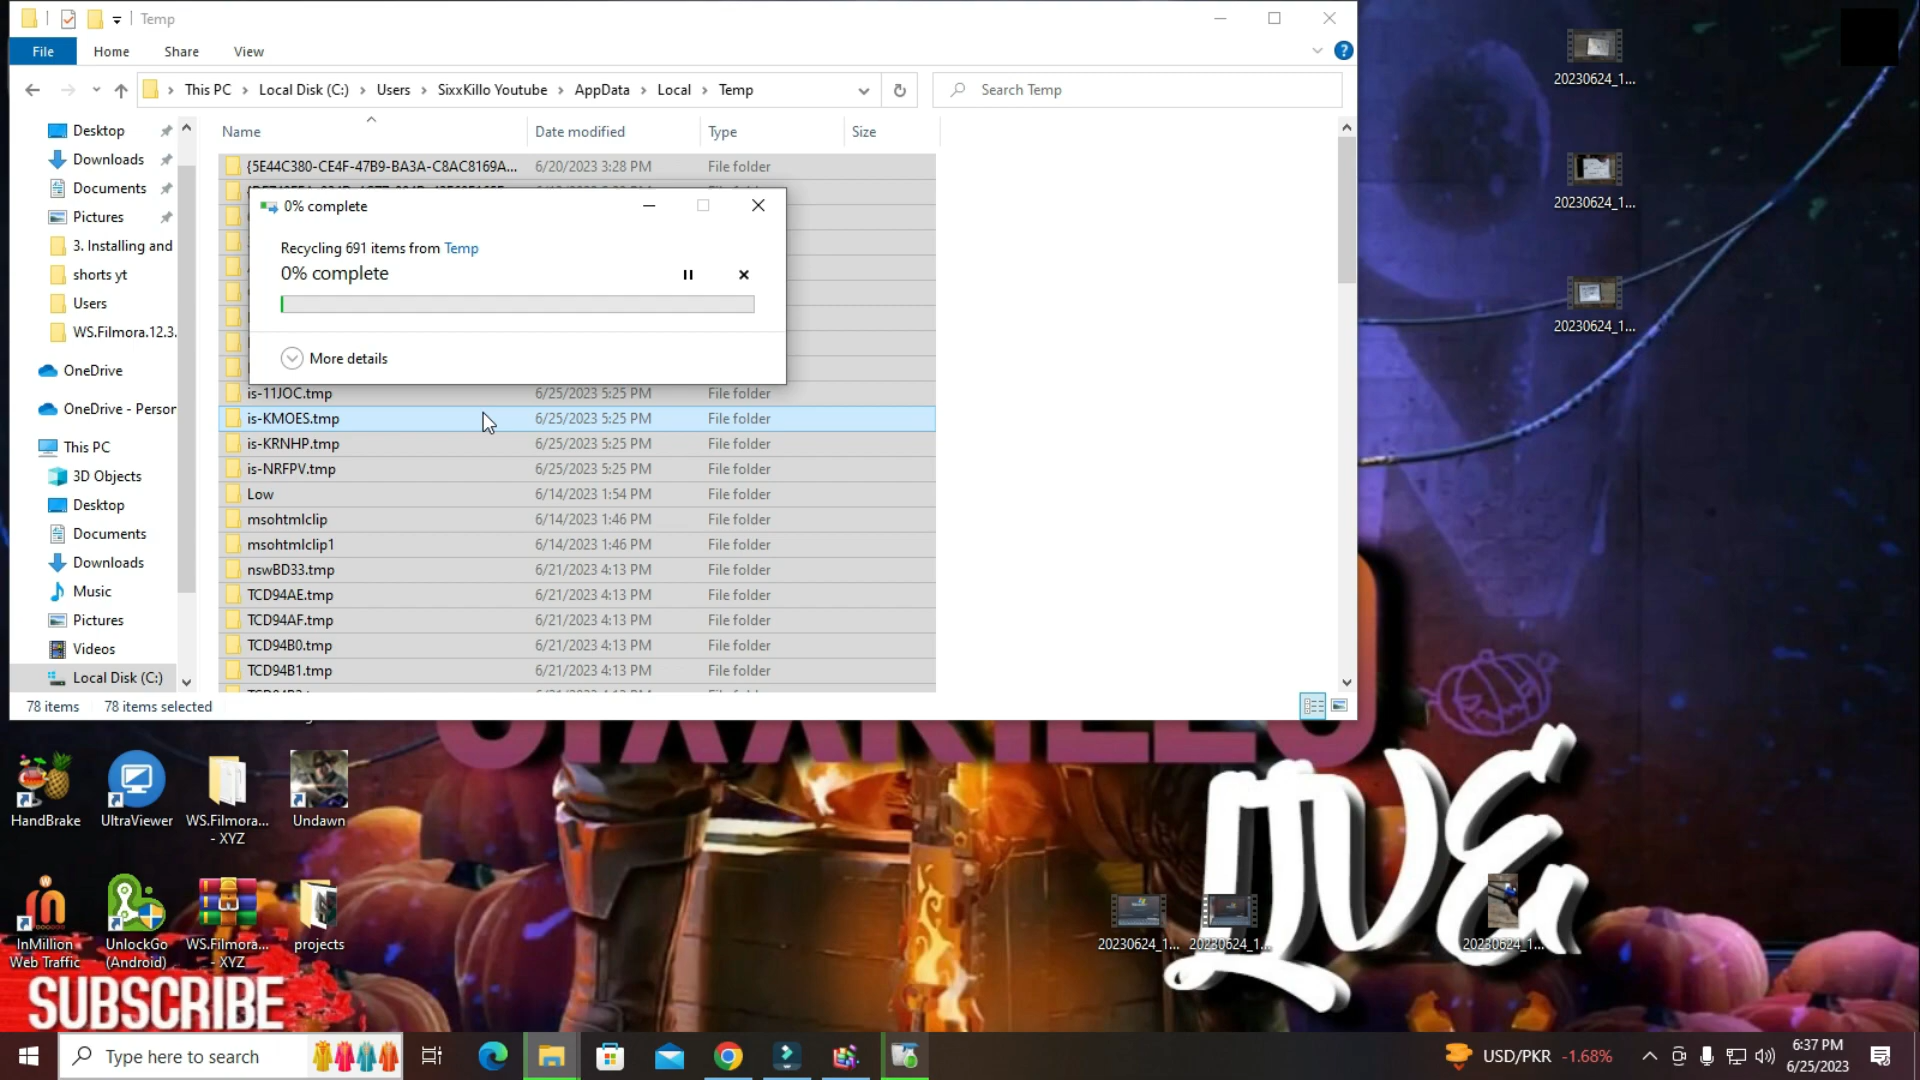 Temp
File Home Share View
This PC Local Disk (C:) Users SixxKillo Youtube AppData Local Temp
Search Temp
Name Date modified Type Size
Desktop
Downloads
Documents
Pictures
3. Installing and
shorts yt
Users
WS.Filmora.12.3.
OneDrive
OneDrive - Person
This PC
3D Objects
Desktop
Documents
Downloads
Music
Pictures
Videos
Local Disk (C:)
{5E44C380-CE4F-47B9-BA3A-C8AC8169A... 6/20/2023 3:28 PM File folder
0% complete
Recycling 691 items from Temp
0% complete
More details
is-11JOC.tmp 6/25/2023 5:25 PM File folder
is-KMOES.tmp 6/25/2023 5:25 PM File folder
is-KRNHP.tmp 6/25/2023 5:25 PM File folder
is-NRFPV.tmp 6/25/2023 5:25 PM File folder
Low 6/14/2023 1:54 PM File folder
msohtmlclip 6/14/2023 1:46 PM File folder
msohtmlclip1 6/14/2023 1:46 PM File folder
nswBD33.tmp 6/21/2023 4:13 PM File folder
TCD94AE.tmp 6/21/2023 4:13 PM File folder
TCD94AF.tmp 6/21/2023 4:13 PM File folder
TCD94B0.tmp 6/21/2023 4:13 PM File folder
TCD94B1.tmp 6/21/2023 4:13 PM File folder
78 items 78 items selected
20230624_1...
20230624_1...
20230624_1...
LIVE
HandBrake
UltraViewer
WS.Filmora...
- XYZ
Undawn
InMillion
Web Traffic
UnlockGo
(Android)
WS.Filmora...
- XYZ
projects
20230624_1...
20230624_1...
20230624_1...
SUBSCRIBE
Type here to search
USD/PKR -1.68%
6:37 PM
6/25/2023